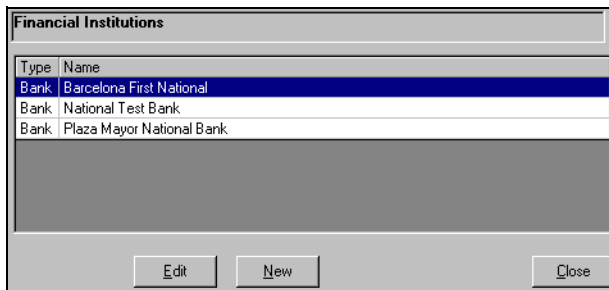 Financial Institutions
Type Name
Bank Barcelona First National
Bank National Test Bank
Bank Plaza Mayor National Bank
Edit New Close